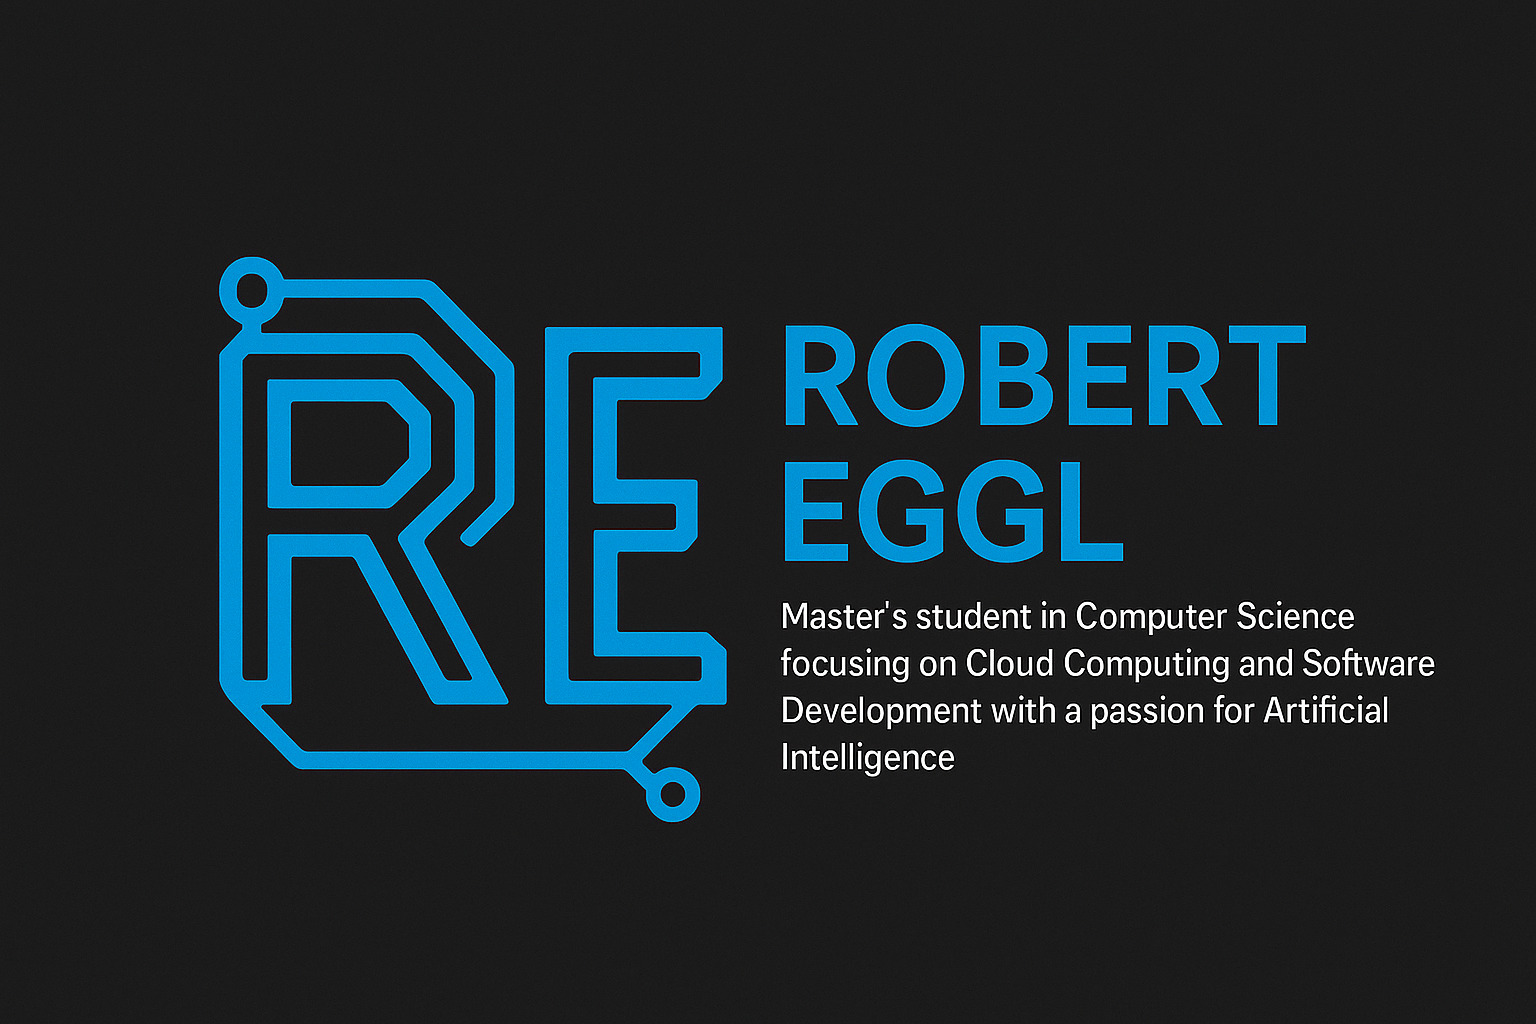 RE
ROBERT
EGGL
Master's student in Computer Science
focusing on Cloud Computing and Software
Development with a passion for Artificial
Intelligence